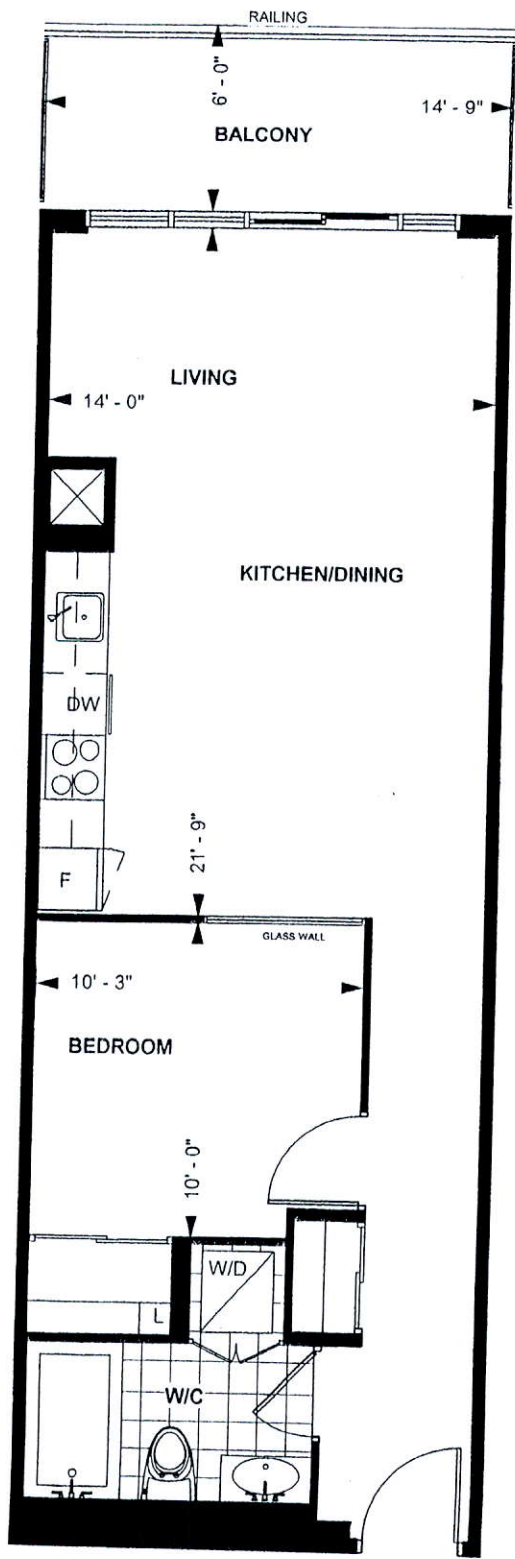 RAILING
6' - 0"
14' - 9"
BALCONY
LIVING
14' - 0"
KITCHEN/DINING
DW
21' - 9"
F
GLASS WALL
10' - 3"
BEDROOM
10' - 0"
W/D
L
W/C